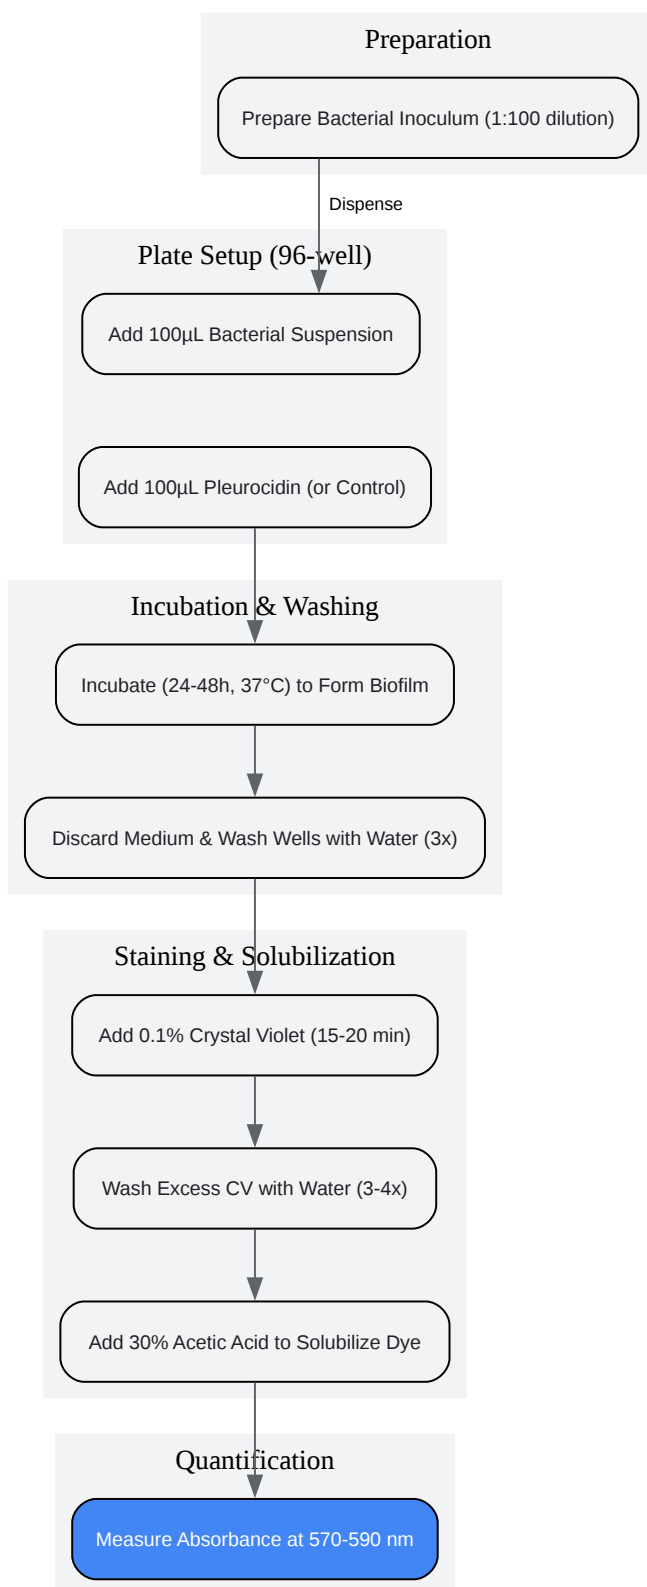 Preparation
Prepare Bacterial Inoculum (1:100 dilution)
Dispense
Plate Setup (96-well)
Add 100µL Bacterial Suspension
Add 100µL Pleurocidin (or Control)
Incubation & Washing
Incubate (24-48h, 37°C) to Form Biofilm
Discard Medium & Wash Wells with Water (3x)
Staining & Solubilization
Add 0.1% Crystal Violet (15-20 min)
Wash Excess CV with Water (3-4x)
Add 30% Acetic Acid to Solubilize Dye
Quantification
Measure Absorbance at 570-590 nm